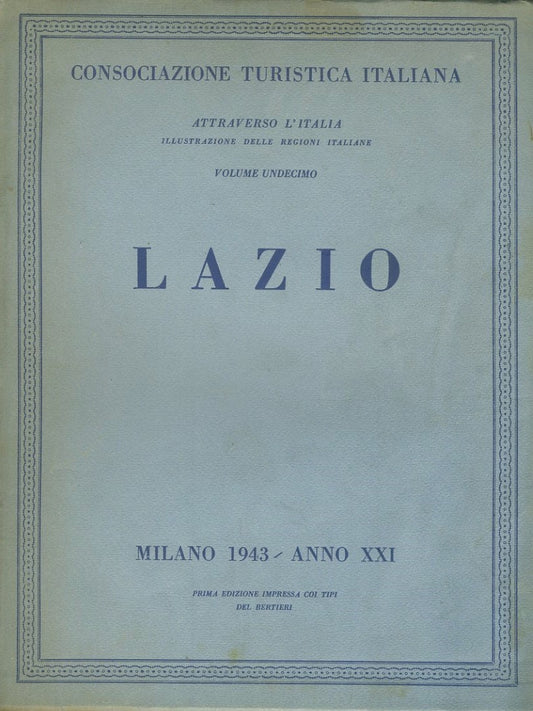 CONSOCIAZIONE TURISTICA ITALIANA
ATTRAVERSO L'ITALIA
ILLUSTRAZIONE DELLE REGIONI ITALIANE
VOLUME UNDECIMO
LAZIO
MILANO 1943 / ANNO XXI
PRIMA EDIZIONE IMPRESSA COI TIPI
DEL BERTIERI